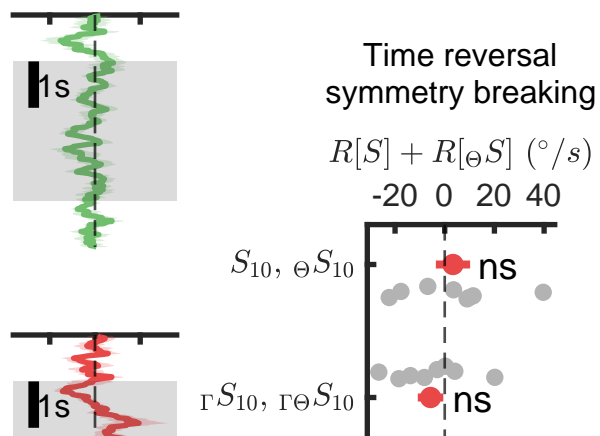 1s
Time reversal
symmetry breaking
R[S] + R[ΘS] (°/s)
-20 0 20 40
S10, ΘS10
ns
ΓS10, ΓΘS10
ns
1s